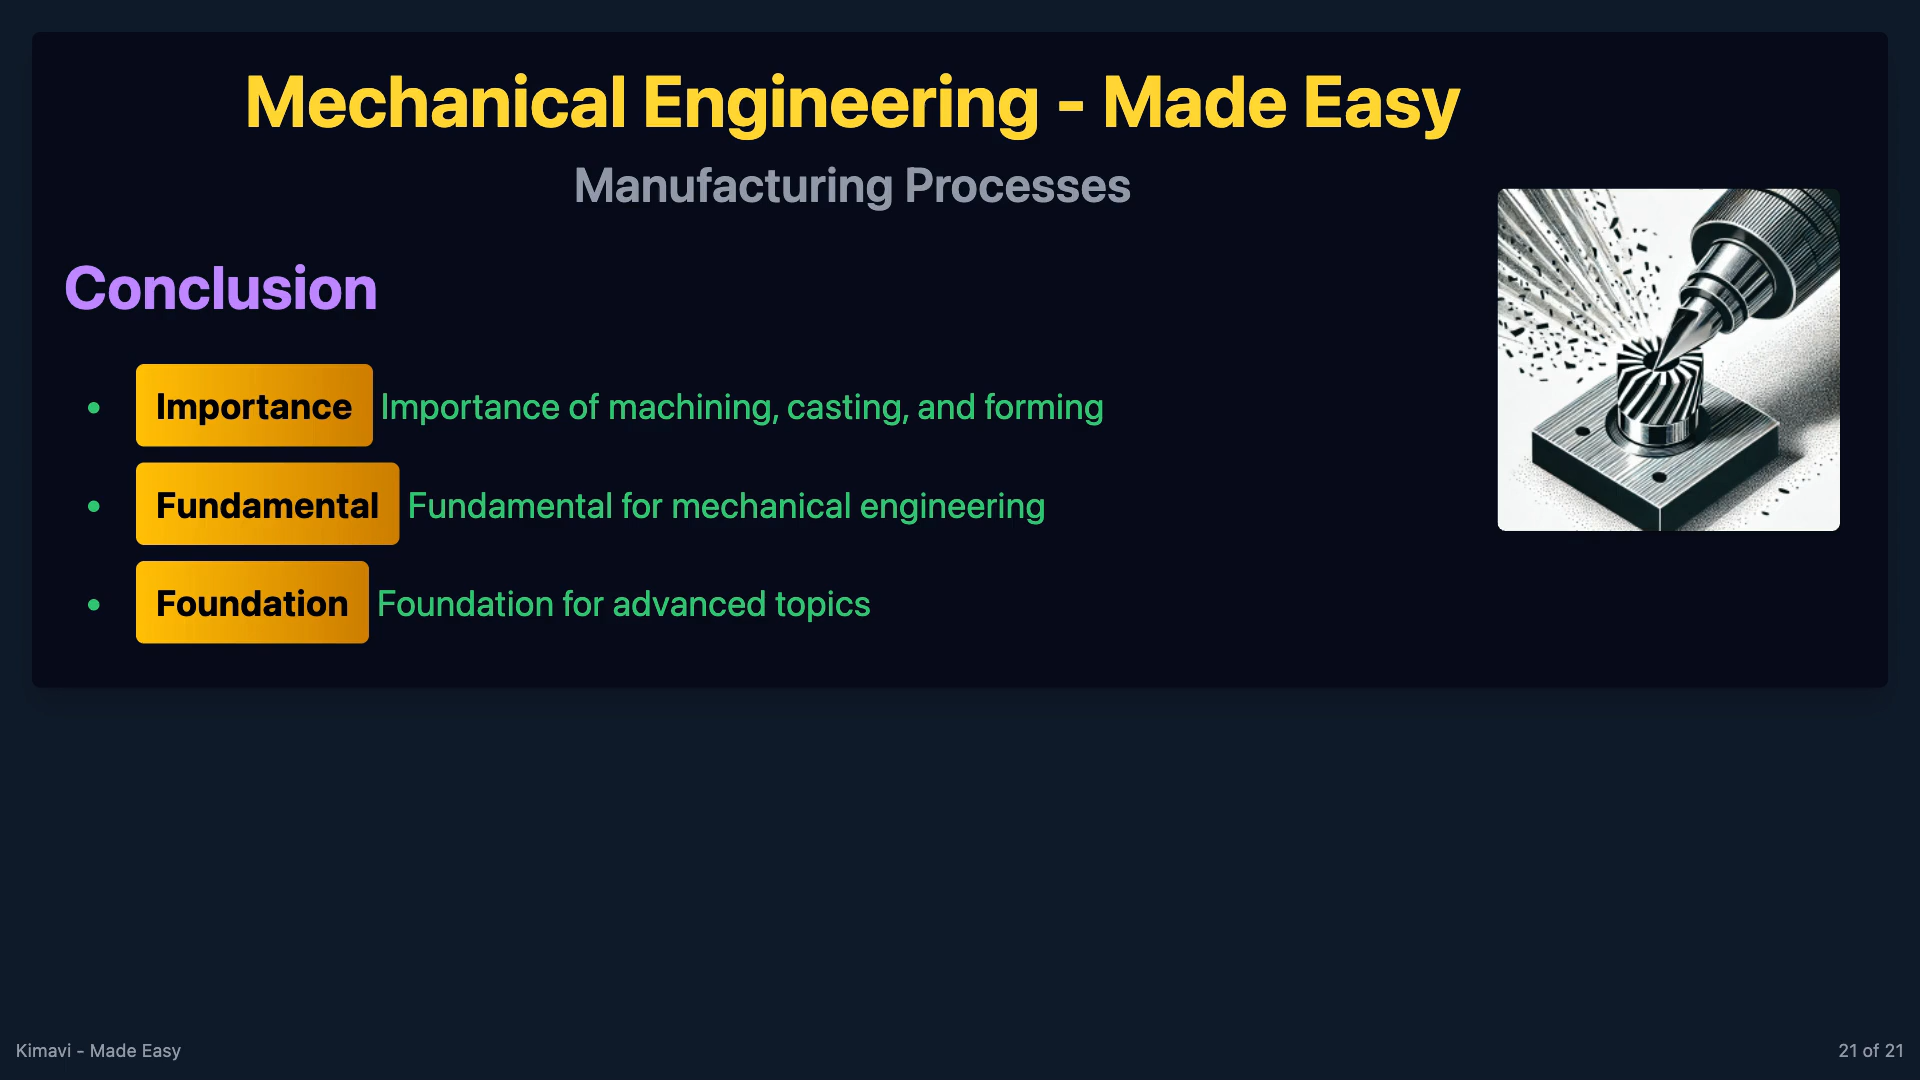 Mechanical Engineering - Made Easy
Manufacturing Processes
Conclusion
• Importance Importance of machining, casting, and forming
• Fundamental Fundamental for mechanical engineering
• Foundation Foundation for advanced topics
Kimavi - Made Easy
21 of 21